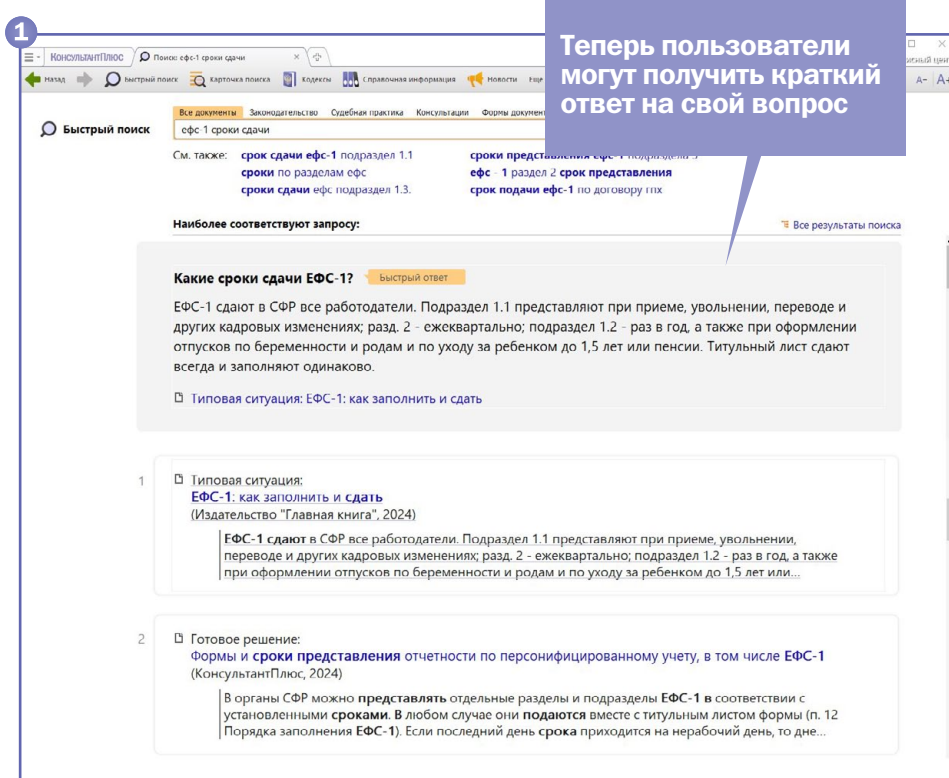 1
Теперь пользователи
могут получить краткий
ответ на свой вопрос
КонсультантПлюс
Поиск: ефс-1 сроки сдачи
Назад
Быстрый поиск
Карточка поиска
Кодексы
Справочная информация
Новости
Еще
A- A+
Быстрый поиск
Все документы Законодательство Судебная практика Консультации Формы документ
ефс 1 сроки сдачи
См. также: срок сдачи ефс-1 подраздел 1.1
сроки представления ефс-1 подраздела 3
сроки по разделам ефс
ефс - 1 раздел 2 срок представления
сроки сдачи ефс подраздел 1.3.
срок подачи ефс-1 по договору гпх
Наиболее соответствуют запросу:
Все результаты поиска
Какие сроки сдачи ЕФС-1? Быстрый ответ
ЕФС-1 сдают в СФР все работодатели. Подраздел 1.1 представляют при приеме, увольнении, переводе и
других кадровых изменениях; разд. 2 - ежеквартально; подраздел 1.2 - раз в год, а также при оформлении
отпусков по беременности и родам и по уходу за ребенком до 1,5 лет или пенсии. Титульный лист сдают
всегда и заполняют одинаково.
Типовая ситуация: ЕФС-1: как заполнить и сдать
1 Типовая ситуация:
ЕФС-1: как заполнить и сдать
(Издательство "Главная книга", 2024)
ЕФС-1 сдают в СФР все работодатели. Подраздел 1.1 представляют при приеме, увольнении,
переводе и других кадровых изменениях; разд. 2 - ежеквартально; подраздел 1.2 - раз в год, а также
при оформлении отпусков по беременности и родам и по уходу за ребенком до 1,5 лет или...
2 Готовое решение:
Формы и сроки представления отчетности по персонифицированному учету, в том числе ЕФС-1
(КонсультантПлюс, 2024)
В органы СФР можно представлять отдельные разделы и подразделы ЕФС-1 в соответствии с
установленными сроками. В любом случае они подаются вместе с титульным листом формы (п. 12
Порядка заполнения ЕФС-1). Если последний день срока приходится на нерабочий день, то дне...